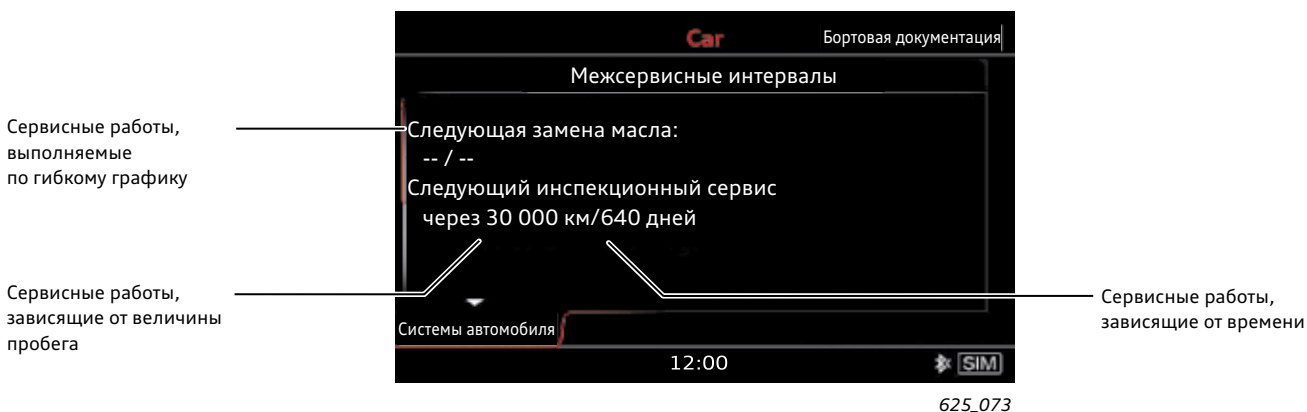 Car
Бортовая документация
Межсервисные интервалы
Сервисные работы,
выполняемые
по гибкому графику
Следующая замена масла:
-- / --
Следующий инспекционный сервис
через 30 000 км/640 дней
Сервисные работы,
зависящие от величины
пробега
Сервисные работы,
зависящие от времени
Системы автомобиля
12:00
SIM
625_073